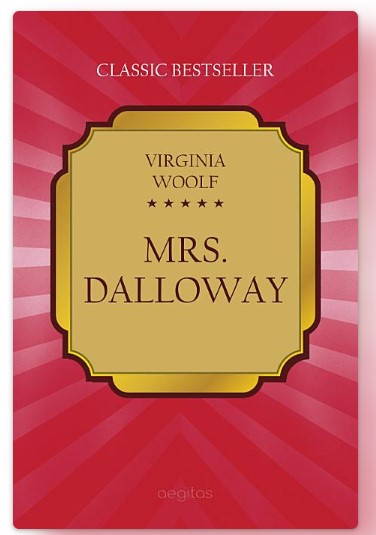 CLASSIC BESTSELLER
VIRGINIA
WOOLF
★★★★★
MRS.
DALLOWAY
aegitas